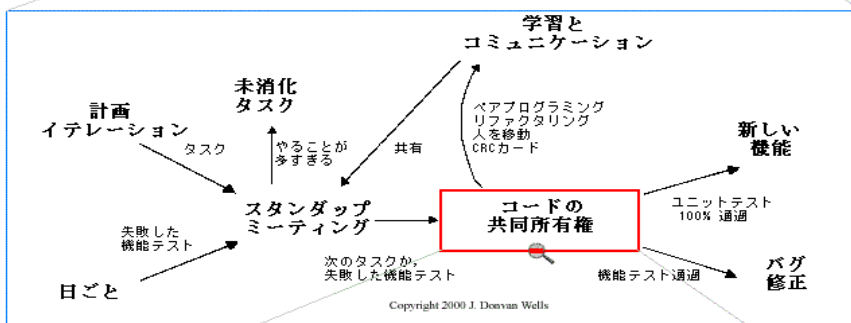 学習と
コミュニケーション
未消化
タスク
計画
イテレーション
タスク
やることが
多すぎる
共有
ペアプログラミング
リファクタリング
人を移動
CRCカード
新しい
機能
スタンダップ
ミーティング
コードの
共同所有権
ユニットテスト
100% 通過
失敗した
機能テスト
次のタスクか,
失敗した機能テスト
機能テスト通過
日ごと
バグ
修正
Copyright 2000 J. Donvan Wells